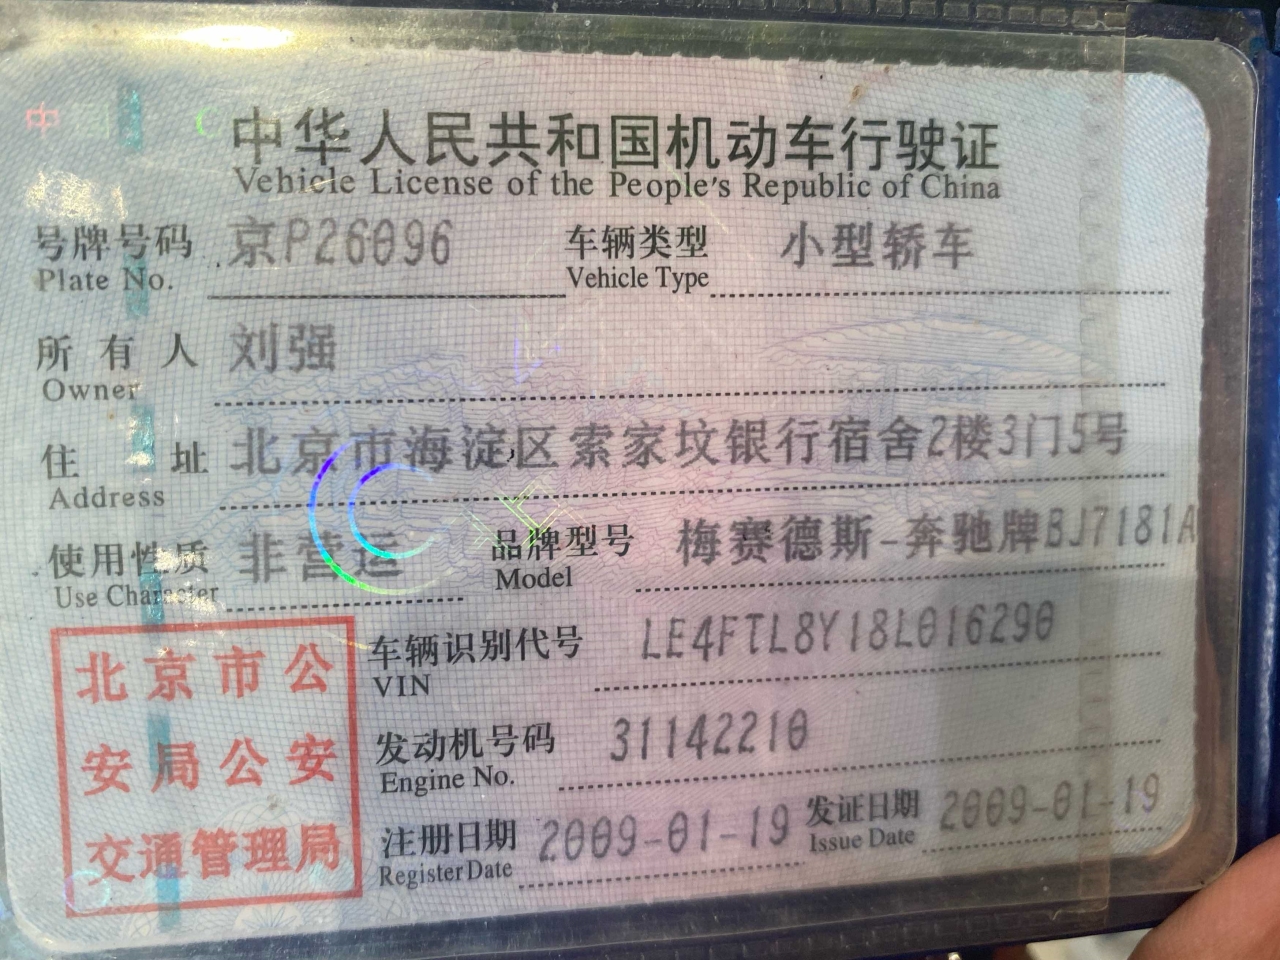 中华人民共和国机动车行驶证
Vehicle License of the People's Republic of China
号牌号码 京P26096 车辆类型 小型轿车
Plate No. Vehicle Type
所有人 刘强
Owner
住址 北京市海淀区索家坟银行宿舍2楼3门5号
Address
使用性质 非营运 品牌型号 梅赛德斯-奔驰牌BJ7181A
Use Character Model
车辆识别代号 LE4FTL8Y18L016290
VIN
发动机号码 31142210
Engine No.
注册日期 2009-01-19 发证日期 2009-01-19
Register Date Issue Date
北京市公
安局公安
交通管理局